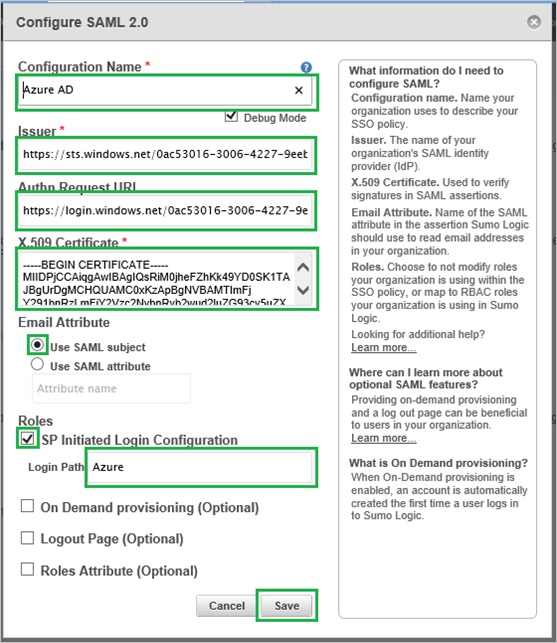 Configure SAML 2.0
Configuration Name *
Azure AD
Debug Mode
Issuer *
https://sts.windows.net/0ac53016-3006-4227-9eeb
Authn Request URL
https://login.windows.net/0ac53016-3006-4227-9e
X.509 Certificate *
-----BEGIN CERTIFICATE-----
MIIDPjCCAiqgAwIBAgIQsRiM0jheFZhKk49YD0SK1TA
JBgUrDgMCHQUAMC0xKzApBgNVBAMTImFj
Email Attribute
Use SAML subject
Use SAML attribute
Attribute name
Roles
SP Initiated Login Configuration
Login Path
Azure
On Demand provisioning (Optional)
Logout Page (Optional)
Roles Attribute (Optional)
Cancel
Save
What information do I need to
configure SAML?
Configuration name. Name your
organization uses to describe your
SSO policy.
Issuer. The name of your
organization's SAML identity
provider (IdP).
X.509 Certificate. Used to verify
signatures in SAML assertions.
Email Attribute. Name of the SAML
attribute in the assertion Sumo Logic
should use to read email addresses
in your organization.
Roles. Choose to not modify roles
your organization is using within the
SSO policy, or map to RBAC roles
your organization is using in Sumo
Logic.
Looking for additional help?
Learn more...
Where can I learn more about
optional SAML features?
Providing on-demand provisioning
and a log out page can be beneficial
to users in your organization.
Learn more...
What is On Demand provisioning?
When On-Demand provisioning is
enabled, an account is automatically
created the first time a user logs in
to Sumo Logic.